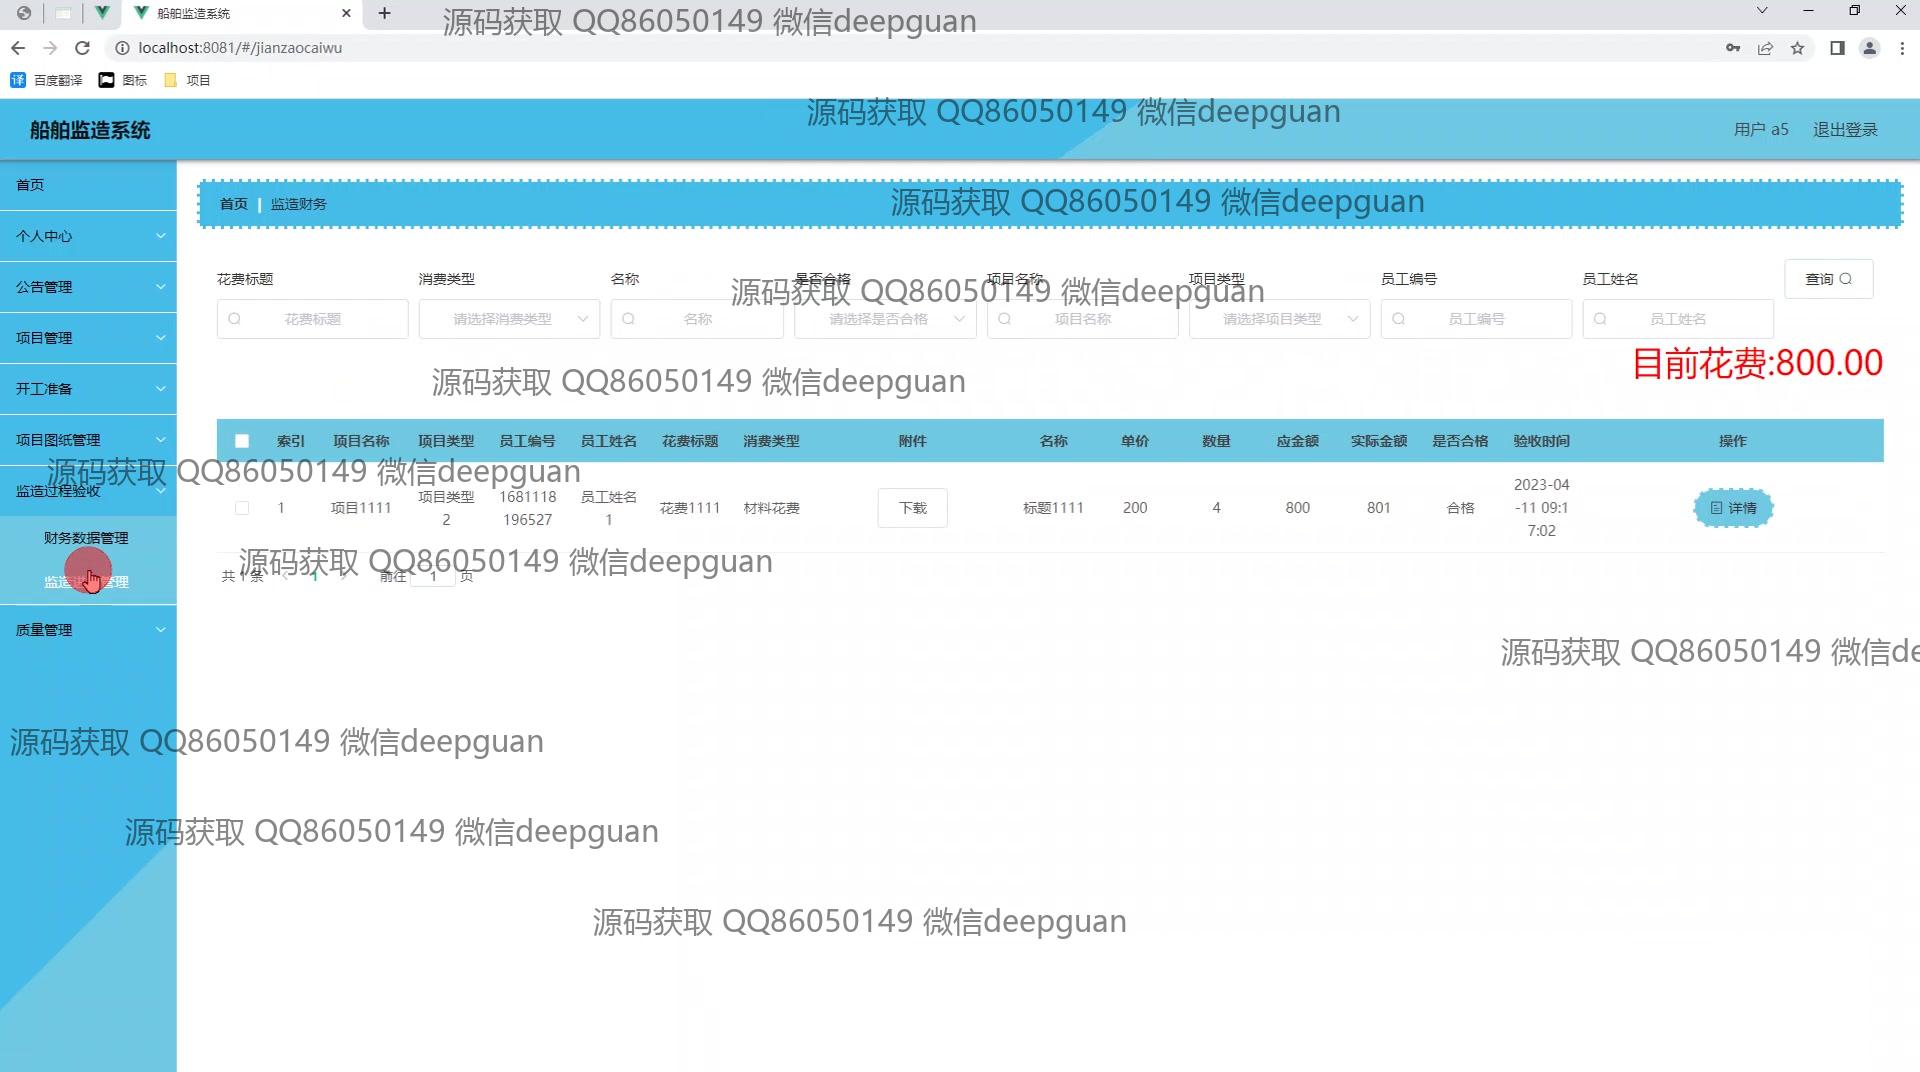 船舶监造系统
源码获取 QQ86050149 微信deepguan
localhost:8081/#/jianzaocaiwu
百度翻译 图标 项目
源码获取 QQ86050149 微信deepguan
船舶监造系统
用户 a5 退出登录
首页
个人中心
公告管理
项目管理
开工准备
项目图纸管理
监造过程验收
财务数据管理
质量管理
首页 | 监造财务
源码获取 QQ86050149 微信deepguan
花费标题 消费类型 名称 是否合格 项目名称 项目类型 员工编号 员工姓名 查询
源码获取 QQ86050149 微信deepguan
花费标题 请选择消费类型 名称 请选择是否合格 项目名称 请选择项目类型 员工编号 员工姓名
目前花费:800.00
源码获取 QQ86050149 微信deepguan
索引 项目名称 项目类型 员工编号 员工姓名 花费标题 消费类型 附件 名称 单价 数量 应金额 实际金额 是否合格 验收时间 操作
源码获取 QQ86050149 微信deepguan
1 项目1111 项目类型2 1681118196527 员工姓名1 花费1111 材料花费 下载 标题1111 200 4 800 801 合格 2023-04-11 09:17:02 详情
源码获取 QQ86050149 微信deepguan
共 1 条 1 前往 1 页
源码获取 QQ86050149 微信de
源码获取 QQ86050149 微信deepguan
源码获取 QQ86050149 微信deepguan
源码获取 QQ86050149 微信deepguan